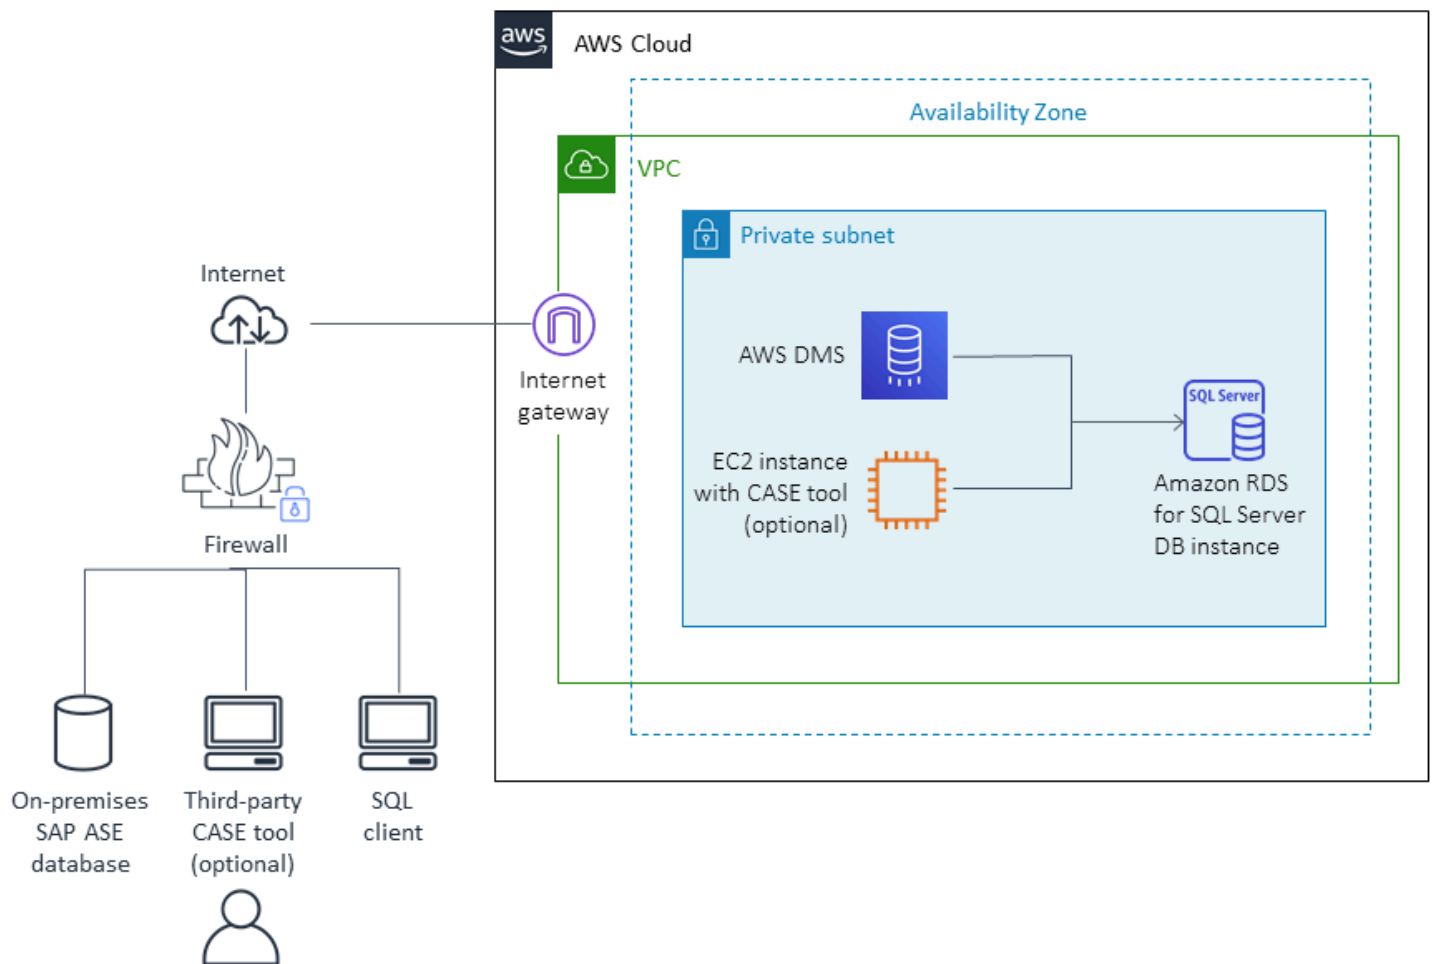 aws
AWS Cloud
Availability Zone
VPC
Private subnet
Internet
Internet
gateway
AWS DMS
SQL Server
EC2 instance
with CASE tool
(optional)
Amazon RDS
for SQL Server
DB instance
Firewall
On-premises
SAP ASE
database
Third-party
CASE tool
(optional)
SQL
client